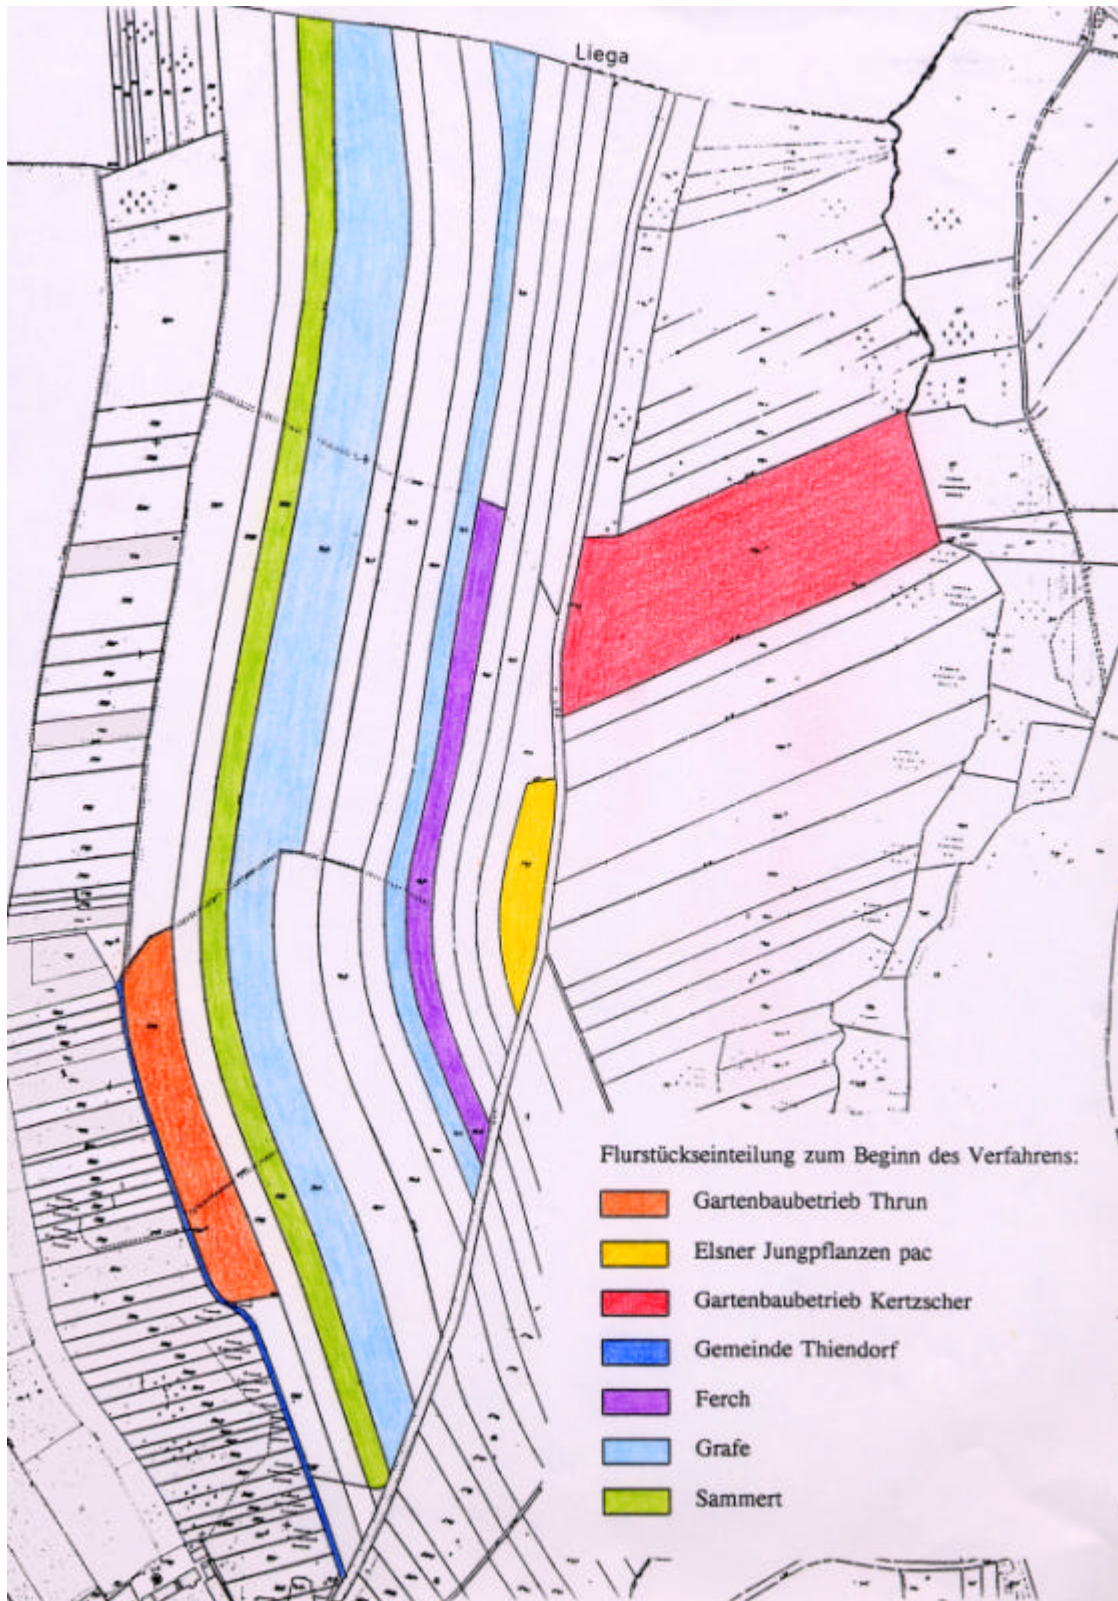 Liega
Flurstückseinteilung zum Beginn des Verfahrens:
Gartenbaubetrieb Thrun
Elsner Jungpflanzen pac
Gartenbaubetrieb Kertzscher
Gemeinde Thiendorf
Ferch
Grafe
Sammert